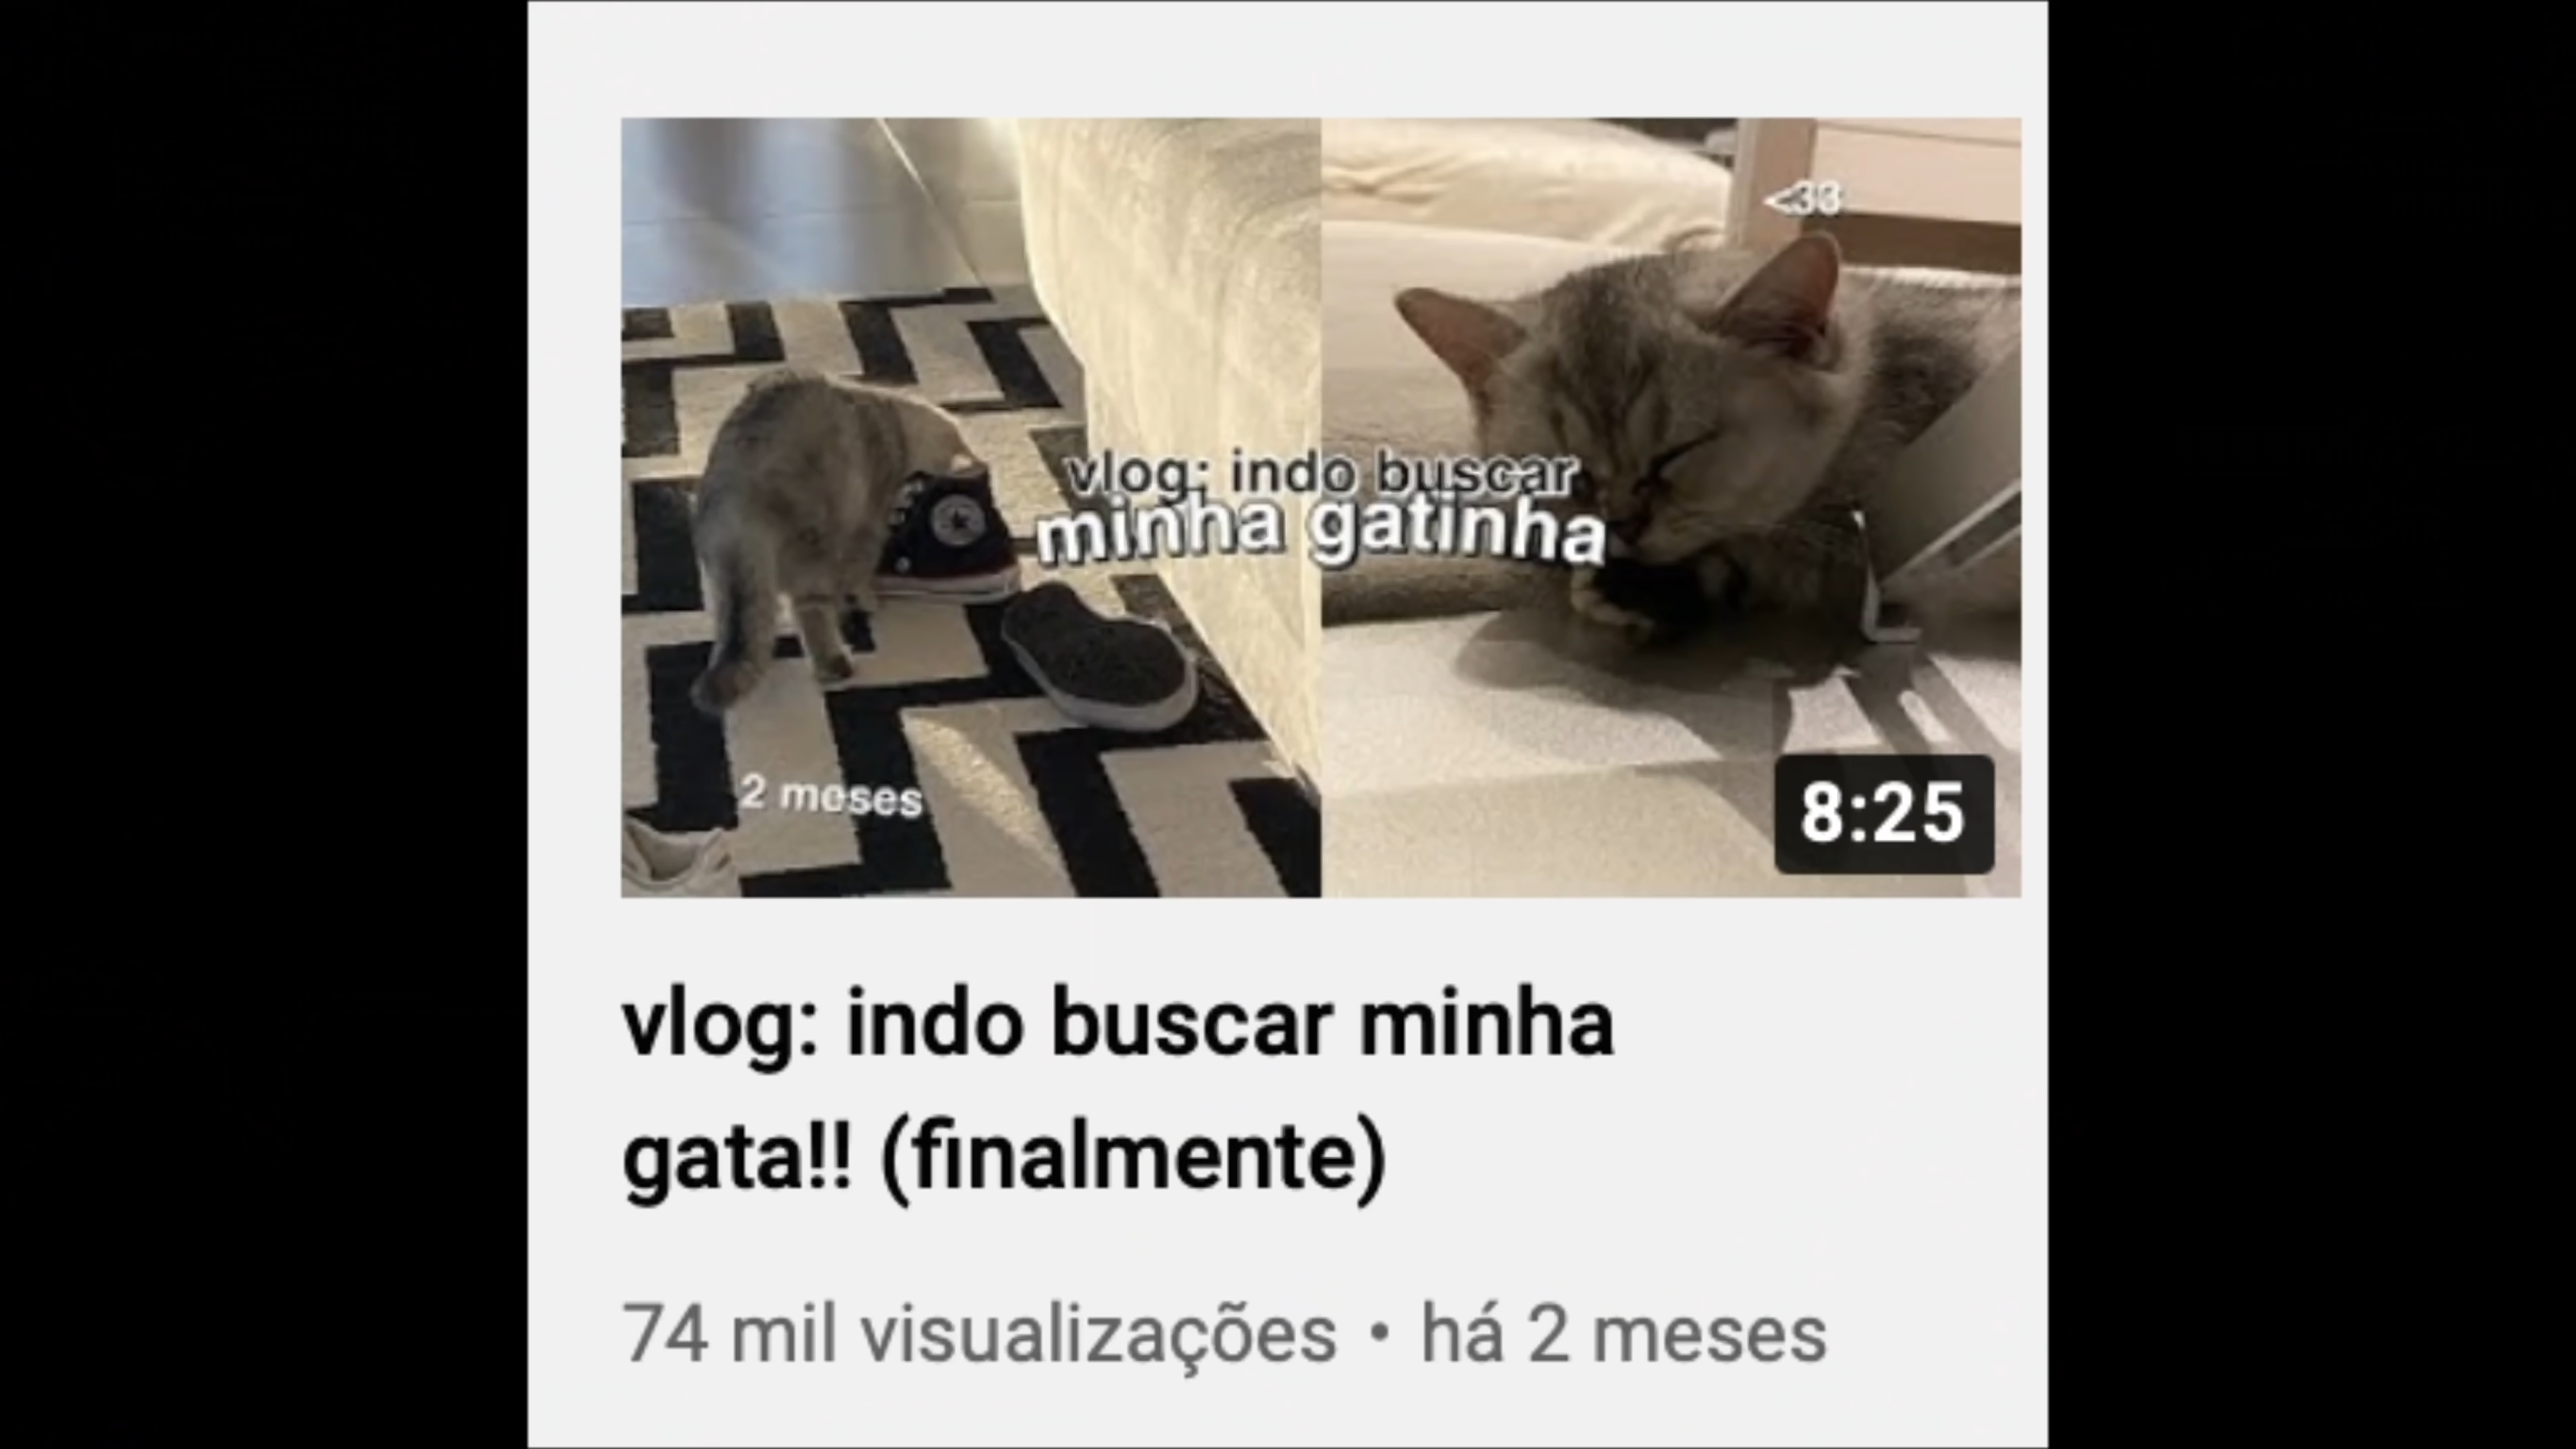 <33
vlog: indo buscar
minha gatinha
2 meses
8:25
vlog: indo buscar minha
gata!! (finalmente)
74 mil visualizações • há 2 meses